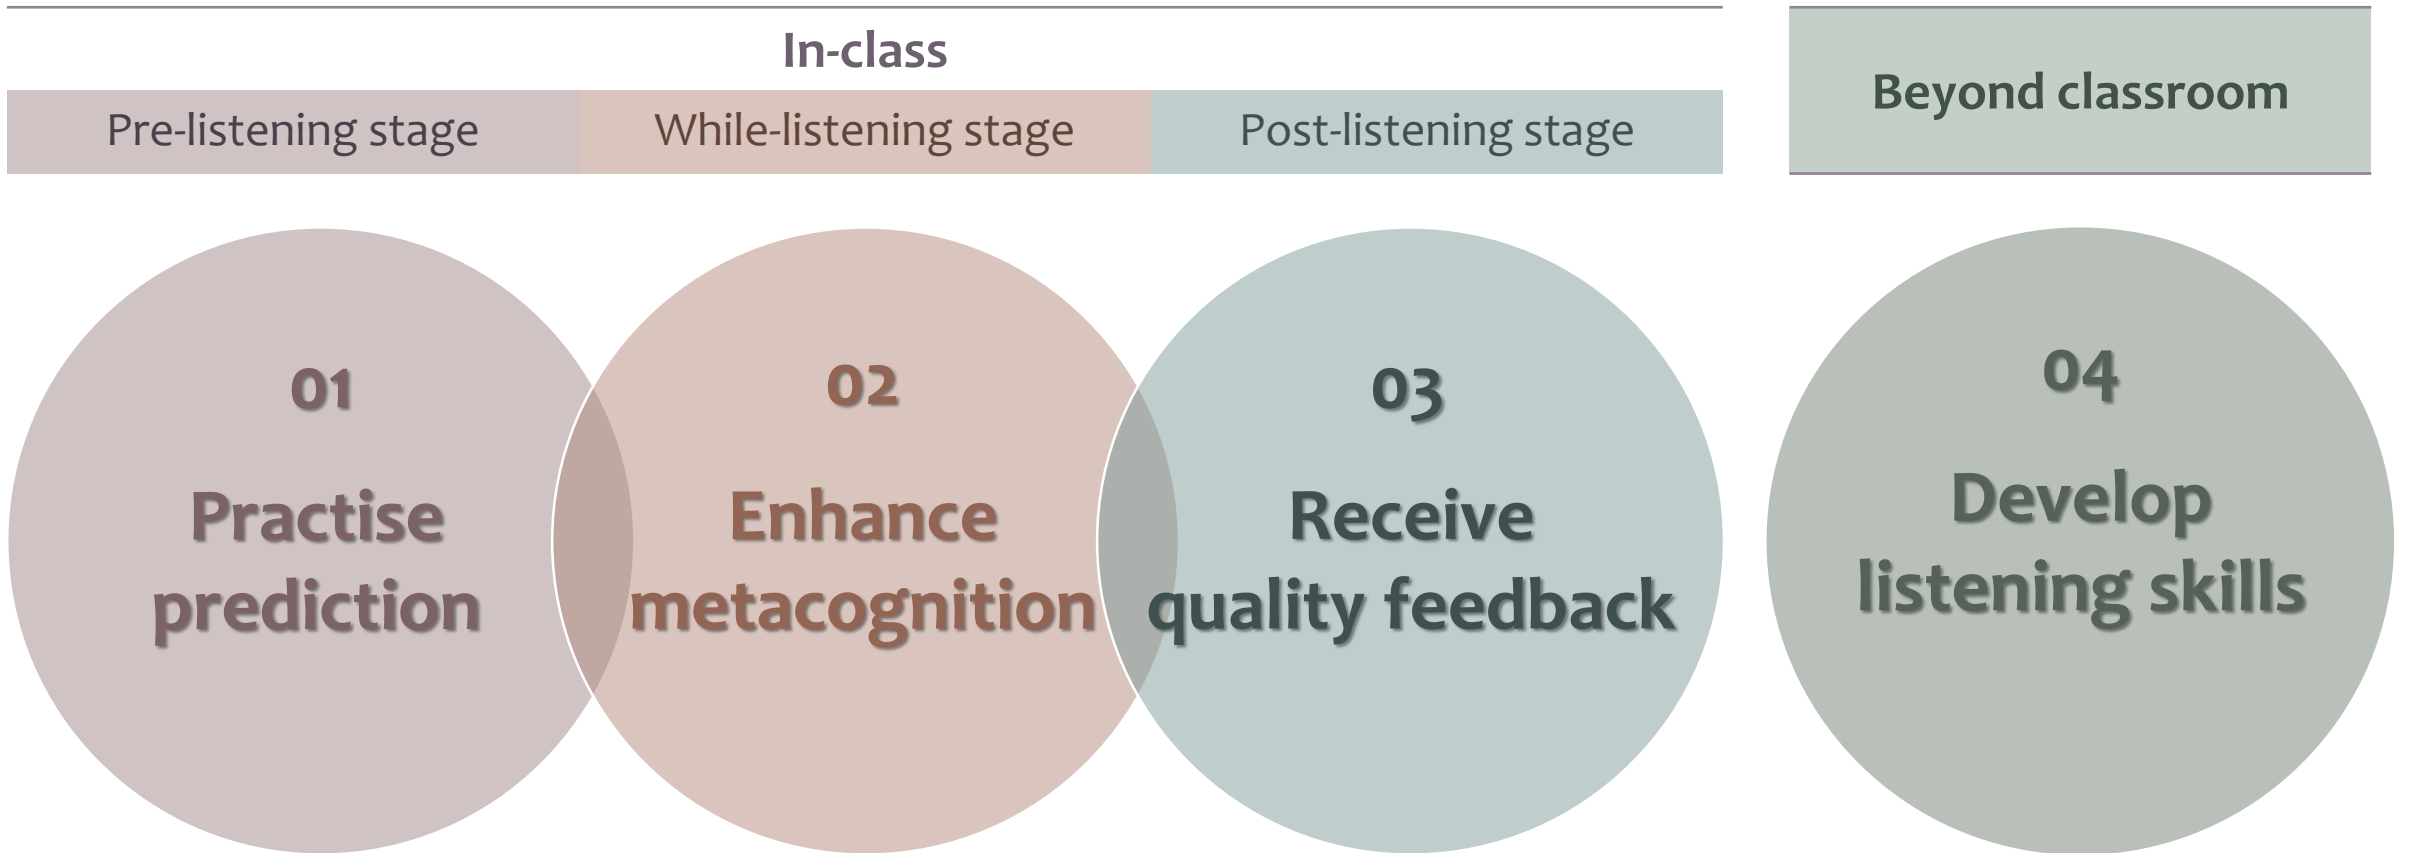 In-class
Beyond classroom
Pre-listening stage
While-listening stage
Post-listening stage
01
Practise
prediction
02
Enhance
metacognition
03
Receive
quality feedback
04
Develop
listening skills